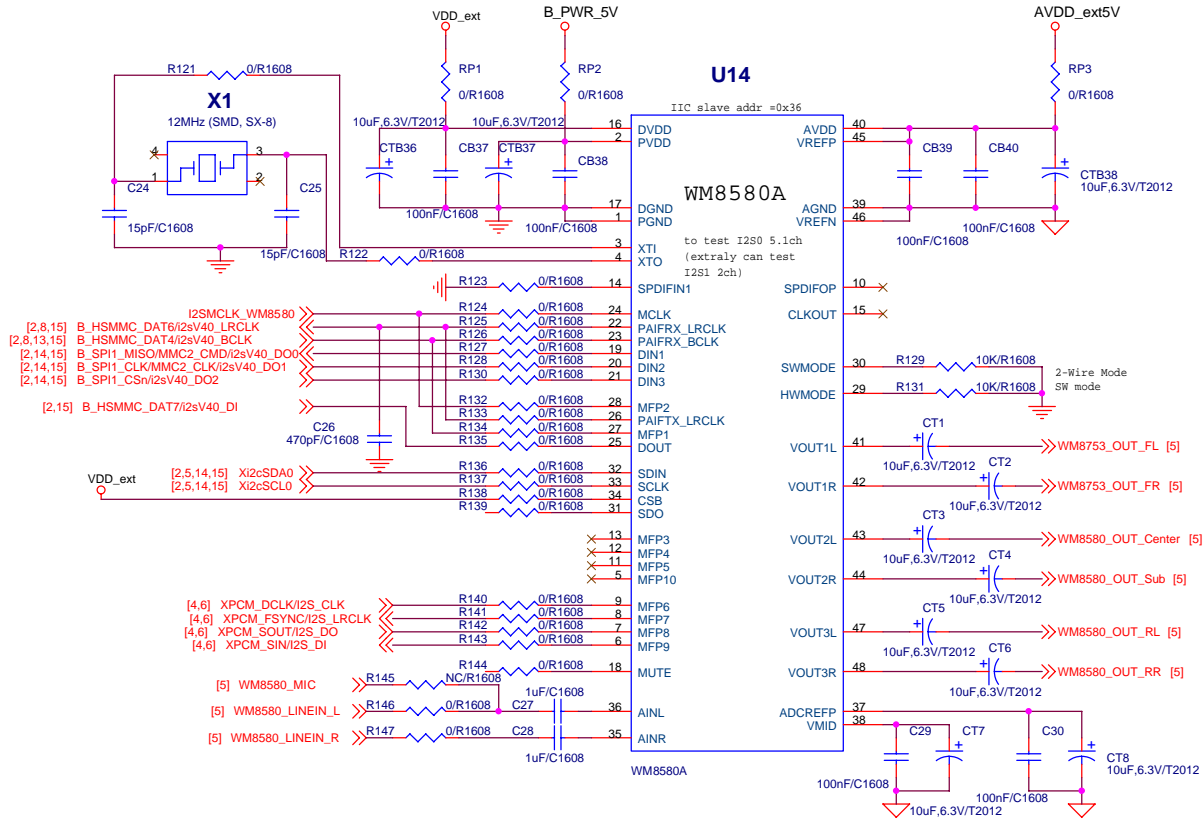 VDD_ext
B_PWR_5V
AVDD_ext5V
R121
0/R1608
X1
12MHz (SMD, SX-8)
4
3
1
2
C24
15pF/C1608
C25
15pF/C1608
R122
0/R1608
RP1
0/R1608
RP2
0/R1608
RP3
0/R1608
10uF,6.3V/T2012
10uF,6.3V/T2012
CTB36
CB37
CTB37
CB38
100nF/C1608
100nF/C1608
CB39
CB40
CTB38
10uF,6.3V/T2012
100nF/C1608
100nF/C1608
U14
IIC slave addr =0x36
WM8580A
to test I2S0 5.1ch
(extraly can test
I2S1 2ch)
16 DVDD
2 PVDD
17 DGND
1 PGND
3 XTI
4 XTO
R123 0/R1608 14 SPDIFIN1
I2SMCLK_WM8580 R124 0/R1608 24 MCLK
[2,8,15] B_HSMMC_DAT6/i2sV40_LRCLK R125 0/R1608 22 PAIFRX_LRCLK
[2,8,13,15] B_HSMMC_DAT4/i2sV40_BCLK R126 0/R1608 23 PAIFRX_BCLK
[2,14,15] B_SPI1_MISO/MMC2_CMD/i2sV40_DO0 R127 0/R1608 19 DIN1
[2,14,15] B_SPI1_CLK/MMC2_CLK/i2sV40_DO1 R128 0/R1608 20 DIN2
[2,14,15] B_SPI1_CSn/i2sV40_DO2 R130 0/R1608 21 DIN3
[2,15] B_HSMMC_DAT7/i2sV40_DI R132 0/R1608 28 MFP2
R133 0/R1608 26 PAIFTX_LRCLK
R134 0/R1608 27 MFP1
R135 0/R1608 25 DOUT
C26
470pF/C1608
[2,5,14,15] Xi2cSDA0 R136 0/R1608 32 SDIN
[2,5,14,15] Xi2cSCL0 R137 0/R1608 33 SCLK
VDD_ext
R138 0/R1608 34 CSB
R139 0/R1608 31 SDO
13 MFP3
12 MFP4
11 MFP5
5 MFP10
[4,6] XPCM_DCLK/I2S_CLK R140 0/R1608 9 MFP6
[4,6] XPCM_FSYNC/I2S_LRCLK R141 0/R1608 8 MFP7
[4,6] XPCM_SOUT/I2S_DO R142 0/R1608 7 MFP8
[4,6] XPCM_SIN/I2S_DI R143 0/R1608 6 MFP9
R144 0/R1608 18 MUTE
[5] WM8580_MIC R145 NC/R1608
[5] WM8580_LINEIN_L R146 0/R1608 C27 1uF/C1608 36 AINL
[5] WM8580_LINEIN_R R147 0/R1608 C28 1uF/C1608 35 AINR
WM8580A
AVDD 40
VREFP 45
AGND 39
VREFN 46
SPDIFOP 10
CLKOUT 15
SWMODE 30 R129 10K/R1608
HWMODE 29 R131 10K/R1608
2-Wire Mode
SW mode
VOUT1L 41 CT1 10uF,6.3V/T2012 WM8753_OUT_FL [5]
VOUT1R 42 CT2 10uF,6.3V/T2012 WM8753_OUT_FR [5]
VOUT2L 43 CT3 10uF,6.3V/T2012 WM8580_OUT_Center [5]
VOUT2R 44 CT4 10uF,6.3V/T2012 WM8580_OUT_Sub [5]
VOUT3L 47 CT5 10uF,6.3V/T2012 WM8580_OUT_RL [5]
VOUT3R 48 CT6 10uF,6.3V/T2012 WM8580_OUT_RR [5]
ADCREFP 37
VMID 38
C29
CT7
C30
CT8
10uF,6.3V/T2012
100nF/C1608
10uF,6.3V/T2012
100nF/C1608